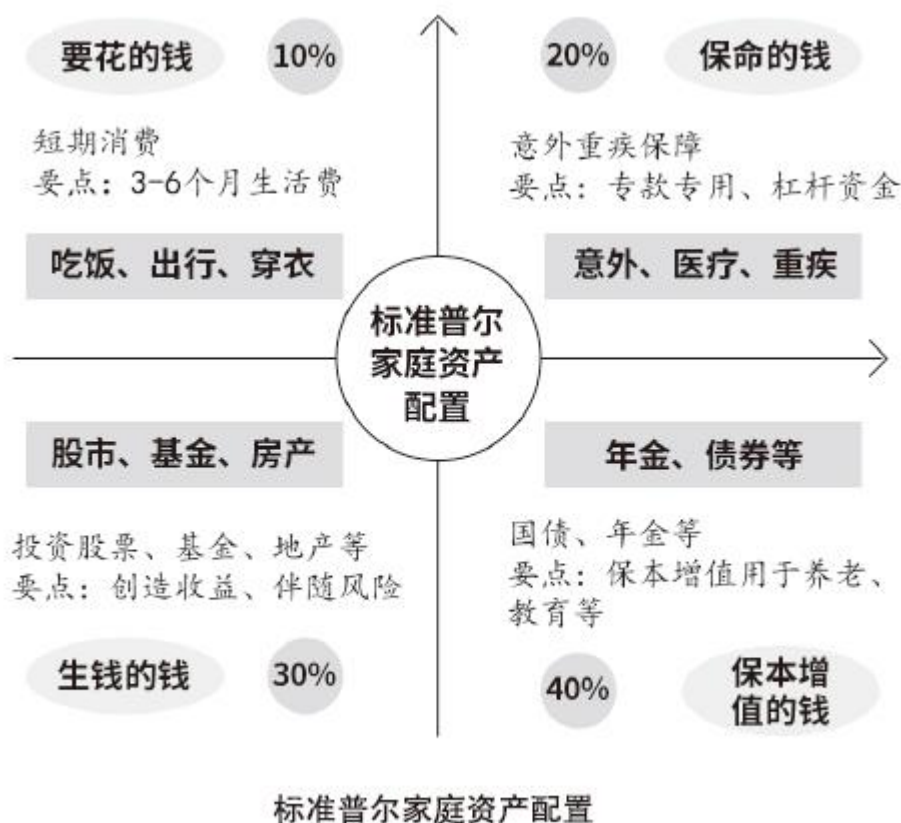 要花的钱 10%
短期消费
要点：3-6个月生活费
吃饭、出行、穿衣
20% 保命的钱
意外重疾保障
要点：专款专用、杠杆资金
意外、医疗、重疾
标准普尔
家庭资产
配置
股市、基金、房产
投资股票、基金、地产等
要点：创造收益、伴随风险
生钱的钱 30%
年金、债券等
国债、年金等
要点：保本增值用于养老、
教育等
40% 保本增
值的钱
标准普尔家庭资产配置